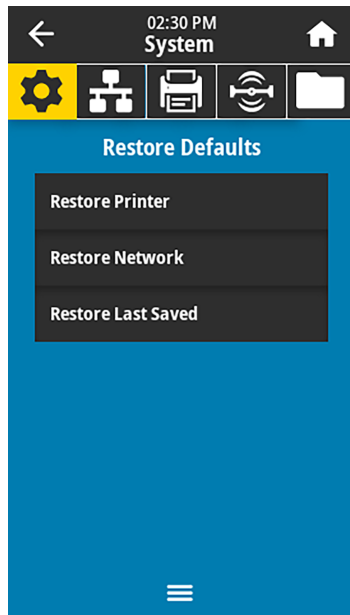 02:30 PM
System
Restore Defaults
Restore Printer
Restore Network
Restore Last Saved